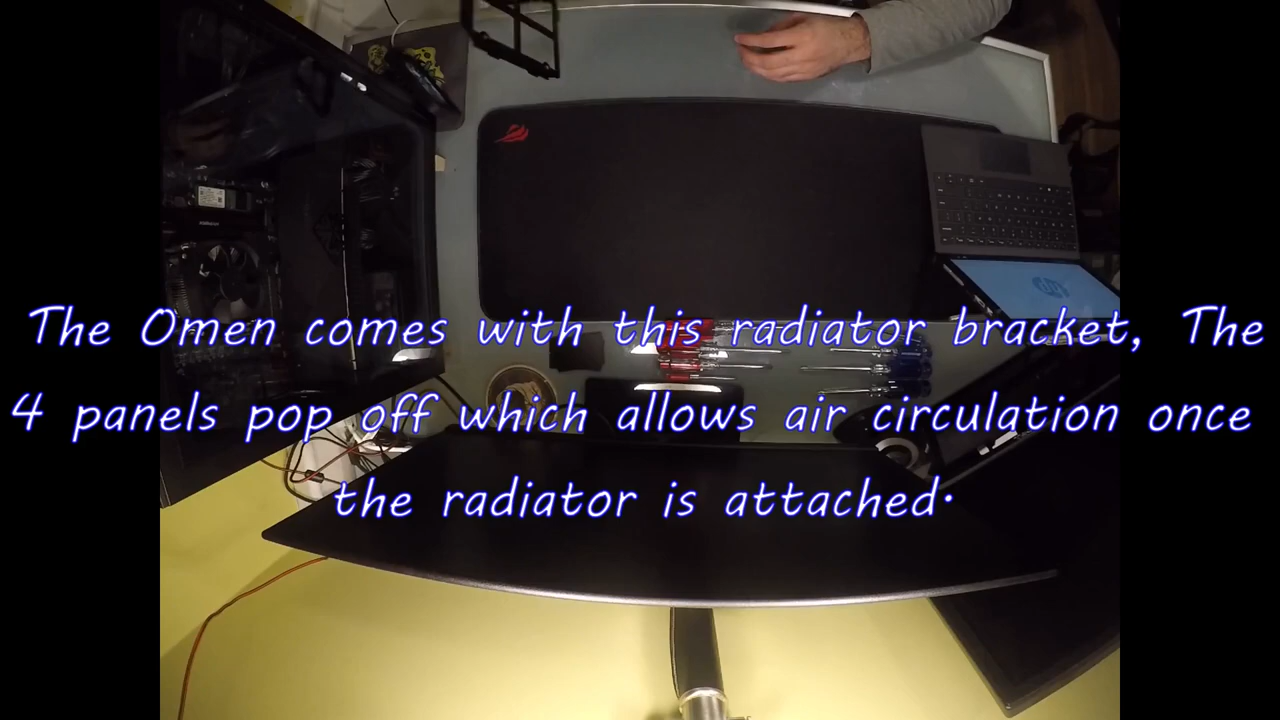 The Omen comes with this radiator bracket, The
4 panels pop off which allows air circulation once
the radiator is attached.